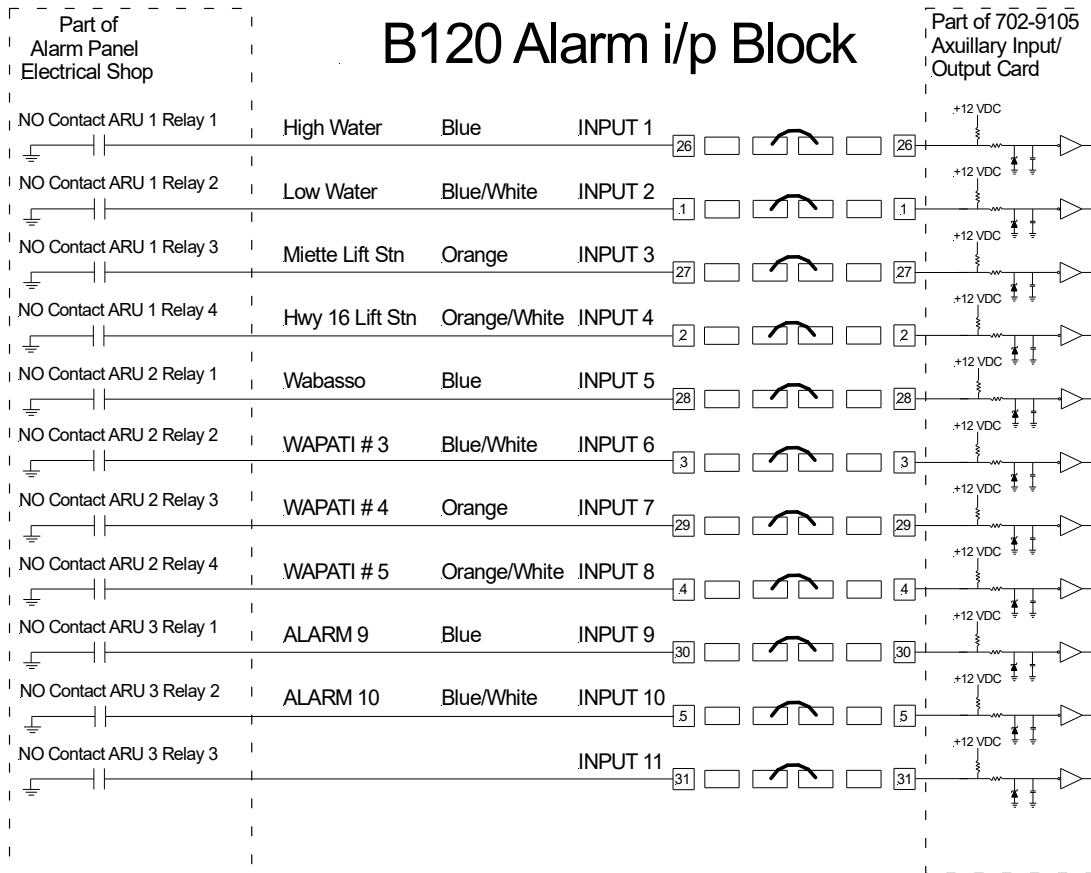 Part of
Alarm Panel
Electrical Shop
B120 Alarm i/p Block
Part of 702-9105
Axuillary Input/
Output Card
NO Contact ARU 1 Relay 1 High Water Blue INPUT 1 26 26 +12 VDC
NO Contact ARU 1 Relay 2 Low Water Blue/White INPUT 2 1 1 +12 VDC
NO Contact ARU 1 Relay 3 Miette Lift Stn Orange INPUT 3 27 27 +12 VDC
NO Contact ARU 1 Relay 4 Hwy 16 Lift Stn Orange/White INPUT 4 2 2 +12 VDC
NO Contact ARU 2 Relay 1 Wabasso Blue INPUT 5 28 28 +12 VDC
NO Contact ARU 2 Relay 2 WAPATI # 3 Blue/White INPUT 6 3 3 +12 VDC
NO Contact ARU 2 Relay 3 WAPATI # 4 Orange INPUT 7 29 29 +12 VDC
NO Contact ARU 2 Relay 4 WAPATI # 5 Orange/White INPUT 8 4 4 +12 VDC
NO Contact ARU 3 Relay 1 ALARM 9 Blue INPUT 9 30 30 +12 VDC
NO Contact ARU 3 Relay 2 ALARM 10 Blue/White INPUT 10 5 5 +12 VDC
NO Contact ARU 3 Relay 3 INPUT 11 31 31 +12 VDC